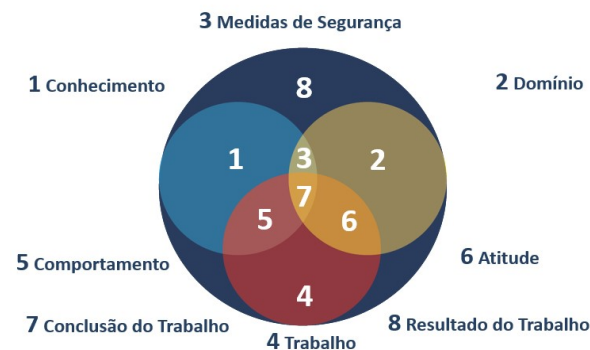 3 Medidas de Segurança
1 Conhecimento
2 Domínio
8
1
3
2
7
5
6
4
5 Comportamento
6 Atitude
7 Conclusão do Trabalho
8 Resultado do Trabalho
4 Trabalho